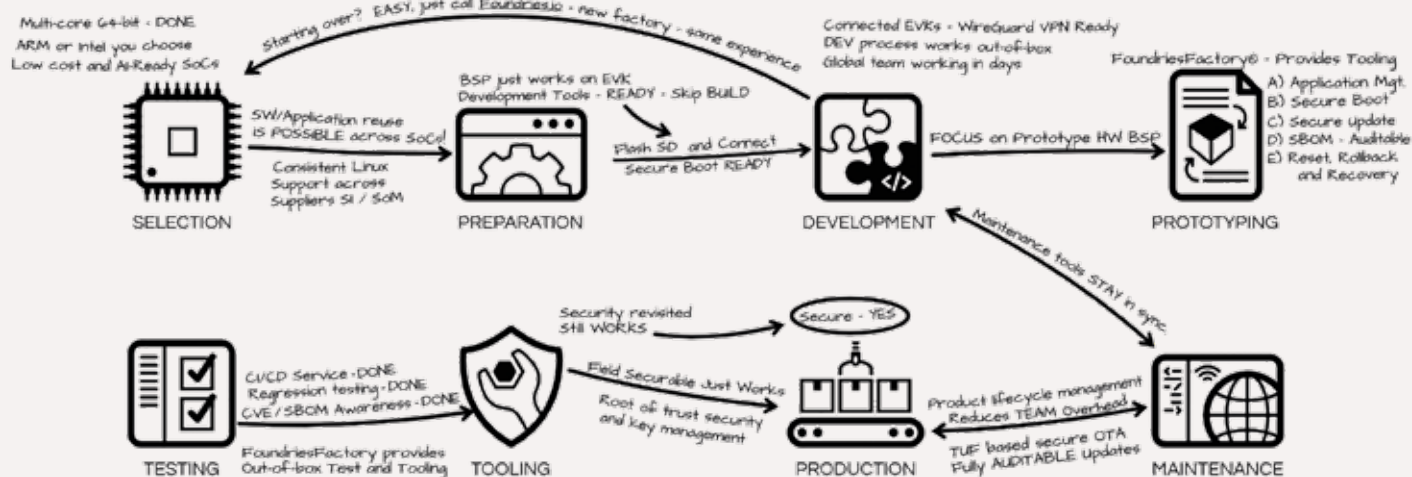 Multi-core 64-bit - DONE
ARM or Intel you choose
Low cost and AI-Ready SoCs
Starting over? EASY, just call Foundries.io - new factory - same experience
Connected EVKs - WireGuard VPN Ready
DEV process works out-of-box
Global team working in days
FoundriesFactory® - Provides Tooling
A) Application Mgt.
B) Secure Boot
C) Secure Update
D) SBOM - Auditable
E) Reset, Rollback
and Recovery
BSP just works on EVK
Development Tools - READY - Skip BUILD
SW/Application reuse
IS POSSIBLE across SoCs!
Consistent Linux
Support across
Suppliers SI / SoM
Flash SD and Connect
Secure Boot READY
</>
FOCUS on Prototype HW BSP
SELECTION
PREPARATION
DEVELOPMENT
PROTOTYPING
Maintenance tools STAY in sync.
Security revisited
Still WORKS
Secure - YES
CI/CD Service - DONE
Regression testing - DONE
CVE / SBOM Awareness - DONE
FoundriesFactory provides
Out-of-box Test and Tooling
Field Securable Just Works
Root of trust security
and key management
Product lifecycle management
Reduces TEAM Overhead
TUF based secure OTA
Fully AUDITABLE Updates
TESTING
TOOLING
PRODUCTION
MAINTENANCE